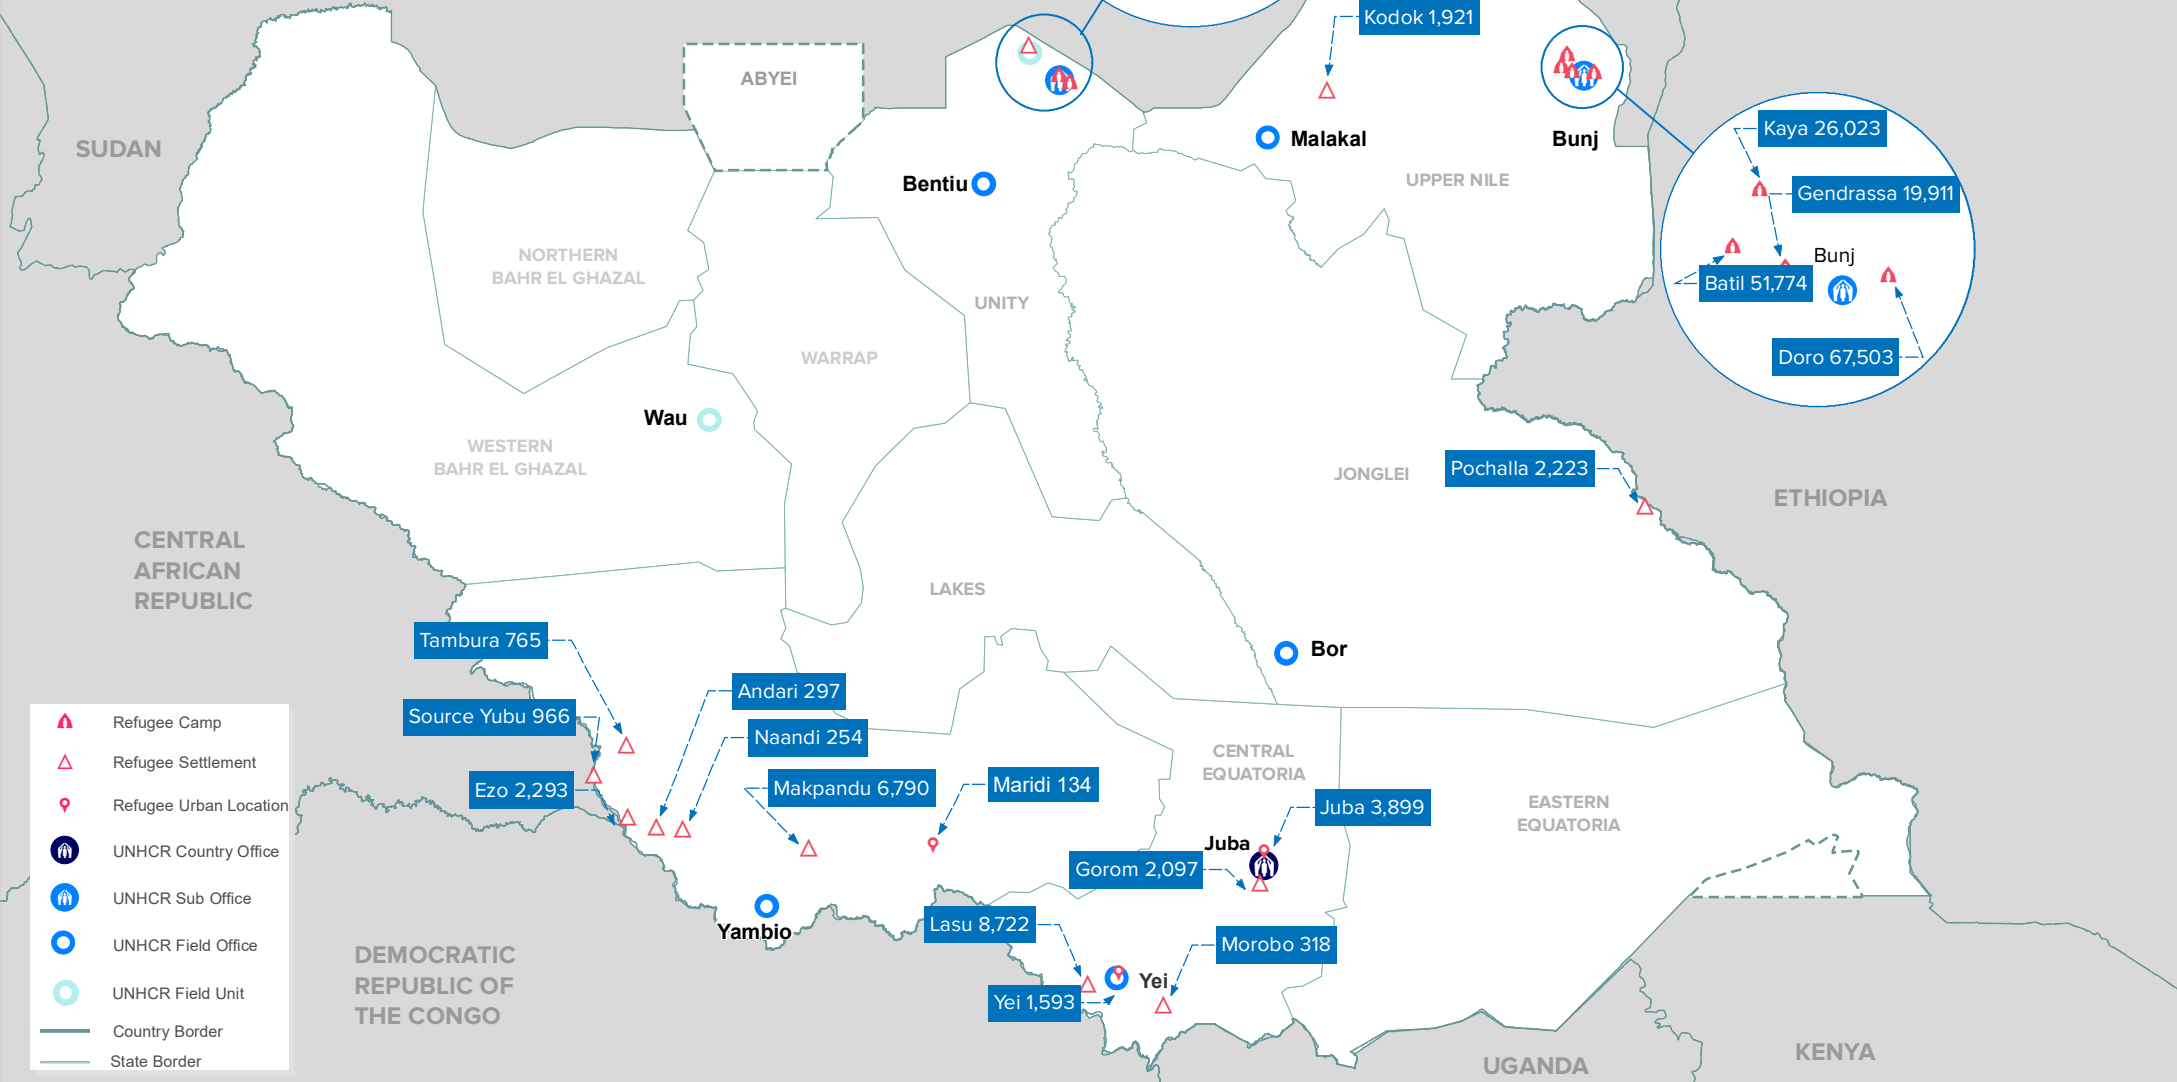 Kodok 1,921
ABYEI
SUDAN
Malakal
Bunj
Kaya 26,023
Bentiu
UPPER NILE
Gendrassa 19,911
NORTHERN
BAHR EL GHAZAL
Bunj
Batil 51,774
UNITY
WARRAP
Doro 67,503
Wau
WESTERN
BAHR EL GHAZAL
JONGLEI
Pochalla 2,223
ETHIOPIA
CENTRAL
AFRICAN
REPUBLIC
LAKES
Tambura 765
Bor
Andari 297
Source Yubu 966
Naandi 254
CENTRAL
EQUATORIA
Ezo 2,293
Makpandu 6,790
Maridi 134
Juba 3,899
EASTERN
EQUATORIA
Juba
Gorom 2,097
Yambio
Lasu 8,722
Morobo 318
Yei
Yei 1,593
DEMOCRATIC
REPUBLIC OF
THE CONGO
UGANDA
KENYA
Refugee Camp
Refugee Settlement
Refugee Urban Location
UNHCR Country Office
UNHCR Sub Office
UNHCR Field Office
UNHCR Field Unit
Country Border
State Border